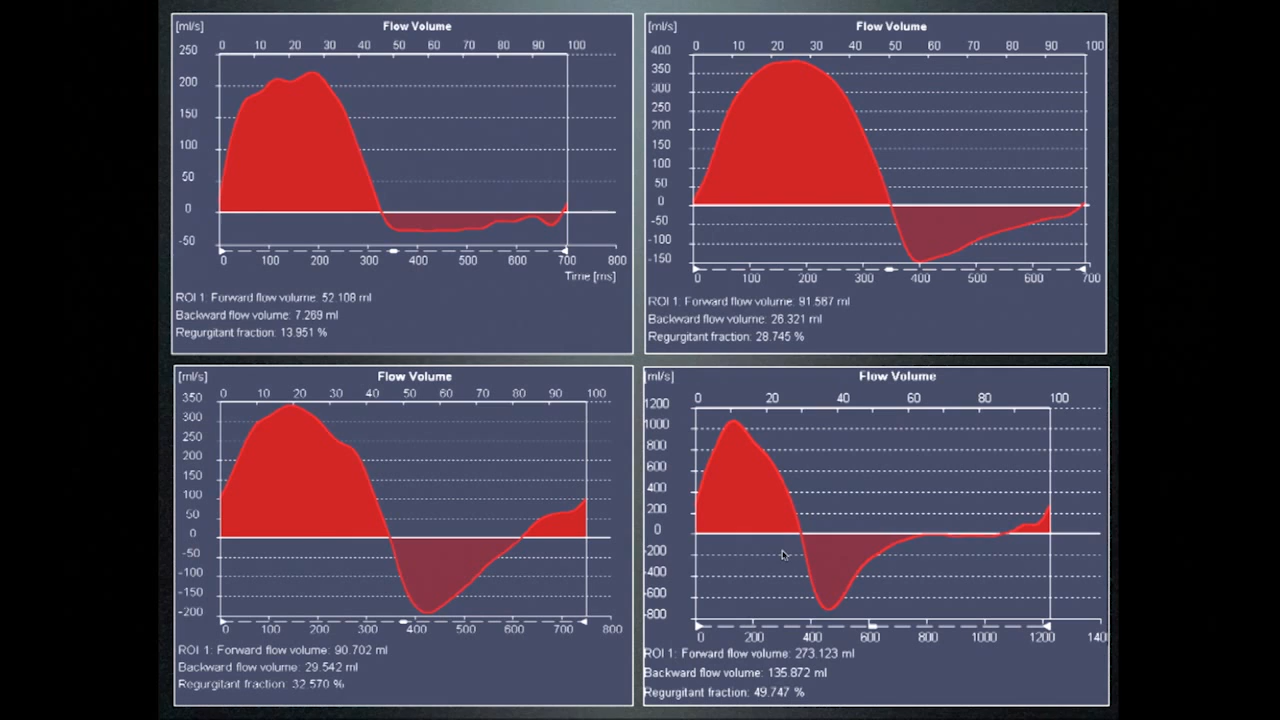 [ml/s] Flow Volume
0 10 20 30 40 50 60 70 80 90 100
250
200
150
100
50
0
-50
0 100 200 300 400 500 600 700 800
Time [ms]
ROI 1: Forward flow volume: 52.108 ml
Backward flow volume: 7.269 ml
Regurgitant fraction: 13.951 %
[ml/s] Flow Volume
0 10 20 30 40 50 60 70 80 90 100
400
350
300
250
200
150
100
50
0
-50
-100
-150
0 100 200 300 400 500 600 700
ROI 1: Forward flow volume: 91.567 ml
Backward flow volume: 26.321 ml
Regurgitant fraction: 28.745 %
[ml/s] Flow Volume
0 10 20 30 40 50 60 70 80 90 100
350
300
250
200
150
100
50
0
-50
-100
-150
-200
0 100 200 300 400 500 600 700 800
ROI 1: Forward flow volume: 90.702 ml
Backward flow volume: 29.542 ml
Regurgitant fraction: 32.570 %
[ml/s] Flow Volume
0 20 40 60 80 100
1200
1000
800
600
400
200
0
-200
-400
-600
-800
0 200 400 600 800 1000 1200 140
ROI 1: Forward flow volume: 273.123 ml
Backward flow volume: 135.872 ml
Regurgitant fraction: 49.747 %